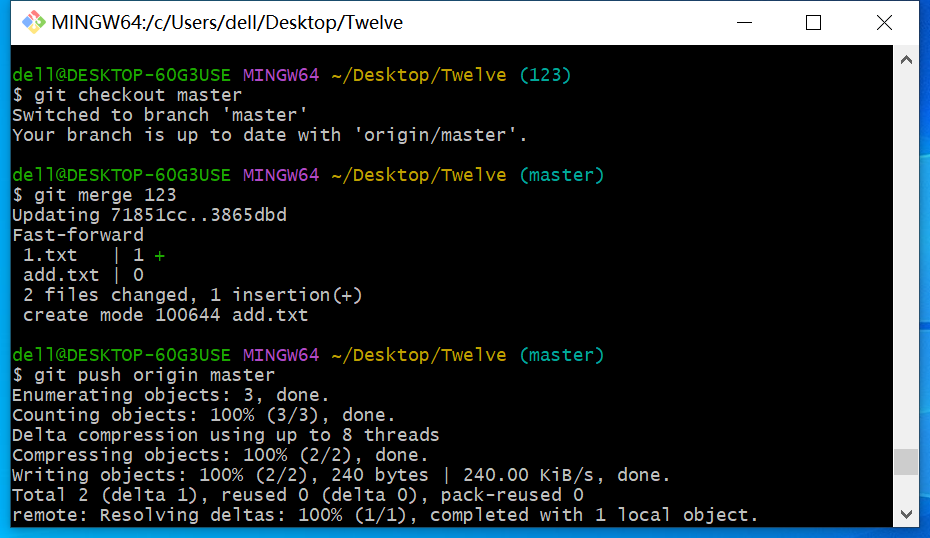 MINGW64:/c/Users/dell/Desktop/Twelve
dell@DESKTOP-60G3USE MINGW64 ~/Desktop/Twelve (123)
$ git checkout master
Switched to branch 'master'
Your branch is up to date with 'origin/master'.
dell@DESKTOP-60G3USE MINGW64 ~/Desktop/Twelve (master)
$ git merge 123
Updating 71851cc..3865dbd
Fast-forward
 1.txt   | 1 +
 add.txt | 0
 2 files changed, 1 insertion(+)
 create mode 100644 add.txt
dell@DESKTOP-60G3USE MINGW64 ~/Desktop/Twelve (master)
$ git push origin master
Enumerating objects: 3, done.
Counting objects: 100% (3/3), done.
Delta compression using up to 8 threads
Compressing objects: 100% (2/2), done.
Writing objects: 100% (2/2), 240 bytes | 240.00 KiB/s, done.
Total 2 (delta 1), reused 0 (delta 0), pack-reused 0
remote: Resolving deltas: 100% (1/1), completed with 1 local object.